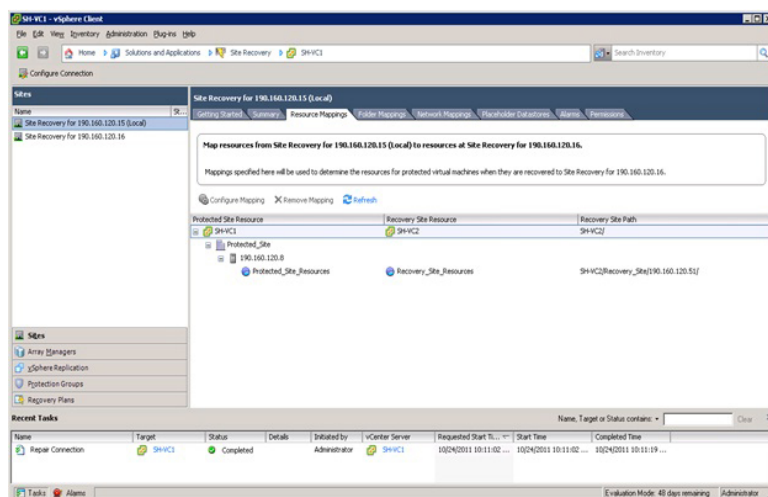 SH-VC1 - vSphere Client
File Edit View Inventory Administration Plug-ins Help
Home Solutions and Applications Site Recovery SH-VC1
Search Inventory
Configure Connection
Sites
Name St...
Site Recovery for 190.160.120.15 (Local)
Site Recovery for 190.160.120.16
Site Recovery for 190.160.120.15 (Local)
Getting Started Summary Resource Mappings Folder Mappings Network Mappings Placeholder Datastores Alarms Permissions
Map resources from Site Recovery for 190.160.120.15 (Local) to resources at Site Recovery for 190.160.120.16.
Mappings specified here will be used to determine the resources for protected virtual machines when they are recovered to Site Recovery for 190.160.120.16.
Configure Mapping Remove Mapping Refresh
Protected Site Resource Recovery Site Resource Recovery Site Path
SH-VC1 SH-VC2 SH-VC2/
Protected_Site
190.160.120.8
Protected_Site_Resources Recovery_Site_Resources SH-VC2/Recovery_Site/190.160.120.51/
Sites
Array Managers
vSphere Replication
Protection Groups
Recovery Plans
Recent Tasks
Name, Target or Status contains: Clear
Name Target Status Details Initiated by vCenter Server Requested Start Ti... Start Time Completed Time
Repair Connection SH-VC1 Completed Administrator SH-VC1 10/24/2011 10:11:02 ... 10/24/2011 10:11:02 ... 10/24/2011 10:11:19 ...
Tasks Alarms Evaluation Mode: 48 days remaining Administrator